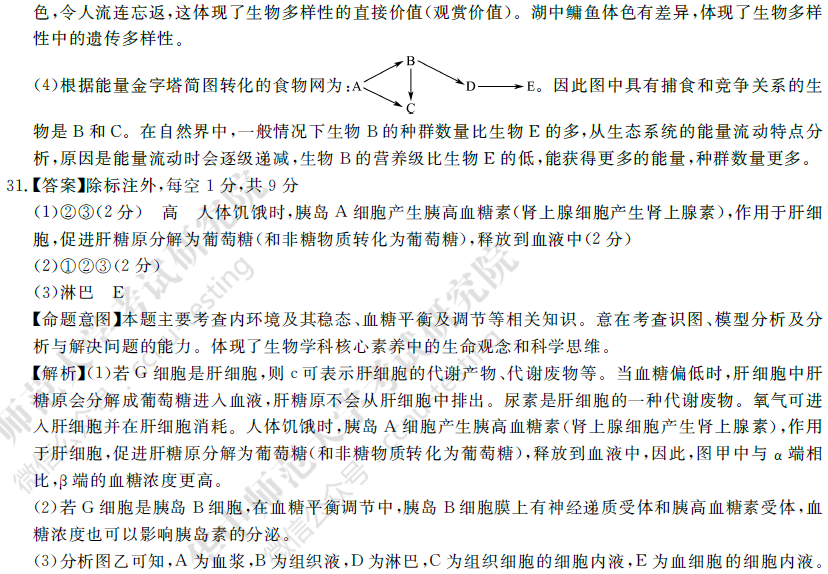 色,令人流连忘返,这体现了生物多样性的直接价值(观赏价值)。湖中鳙鱼体色有差异,体现了生物多样
性中的遗传多样性。
(4)根据能量金字塔简图转化的食物网为:A B C D E。因此图中具有捕食和竞争关系的生
物是 B 和 C。在自然界中,一般情况下生物 B 的种群数量比生物 E 的多,从生态系统的能量流动特点分
析,原因是能量流动时会逐级递减,生物 B 的营养级比生物 E 的低,能获得更多的能量,种群数量更多。
31.【答案】除标注外,每空 1 分,共 9 分
(1)②③(2 分) 高 人体饥饿时,胰岛 A 细胞产生胰高血糖素(肾上腺细胞产生肾上腺素),作用于肝细
胞,促进肝糖原分解为葡萄糖(和非糖物质转化为葡萄糖),释放到血液中(2 分)
(2)①②③(2 分)
(3)淋巴 E
【命题意图】本题主要考查内环境及其稳态、血糖平衡及调节等相关知识。意在考查识图、模型分析及分
析与解决问题的能力。体现了生物学科核心素养中的生命观念和科学思维。
【解析】(1)若 G 细胞是肝细胞,则 c 可表示肝细胞的代谢产物、代谢废物等。当血糖偏低时,肝细胞中肝
糖原会分解成葡萄糖进入血液,肝糖原不会从肝细胞中排出。尿素是肝细胞的一种代谢废物。氧气可进
入肝细胞并在肝细胞消耗。人体饥饿时,胰岛 A 细胞产生胰高血糖素(肾上腺细胞产生肾上腺素),作用
于肝细胞,促进肝糖原分解为葡萄糖(和非糖物质转化为葡萄糖),释放到血液中,因此,图甲中与 α 端相
比,β 端的血糖浓度更高。
(2)若 G 细胞是胰岛 B 细胞,在血糖平衡调节中,胰岛 B 细胞膜上有神经递质受体和胰高血糖素受体,血
糖浓度也可以影响胰岛素的分泌。
(3)分析图乙可知,A 为血浆,B 为组织液,D 为淋巴,C 为组织细胞的细胞内液,E 为血细胞的细胞内液。